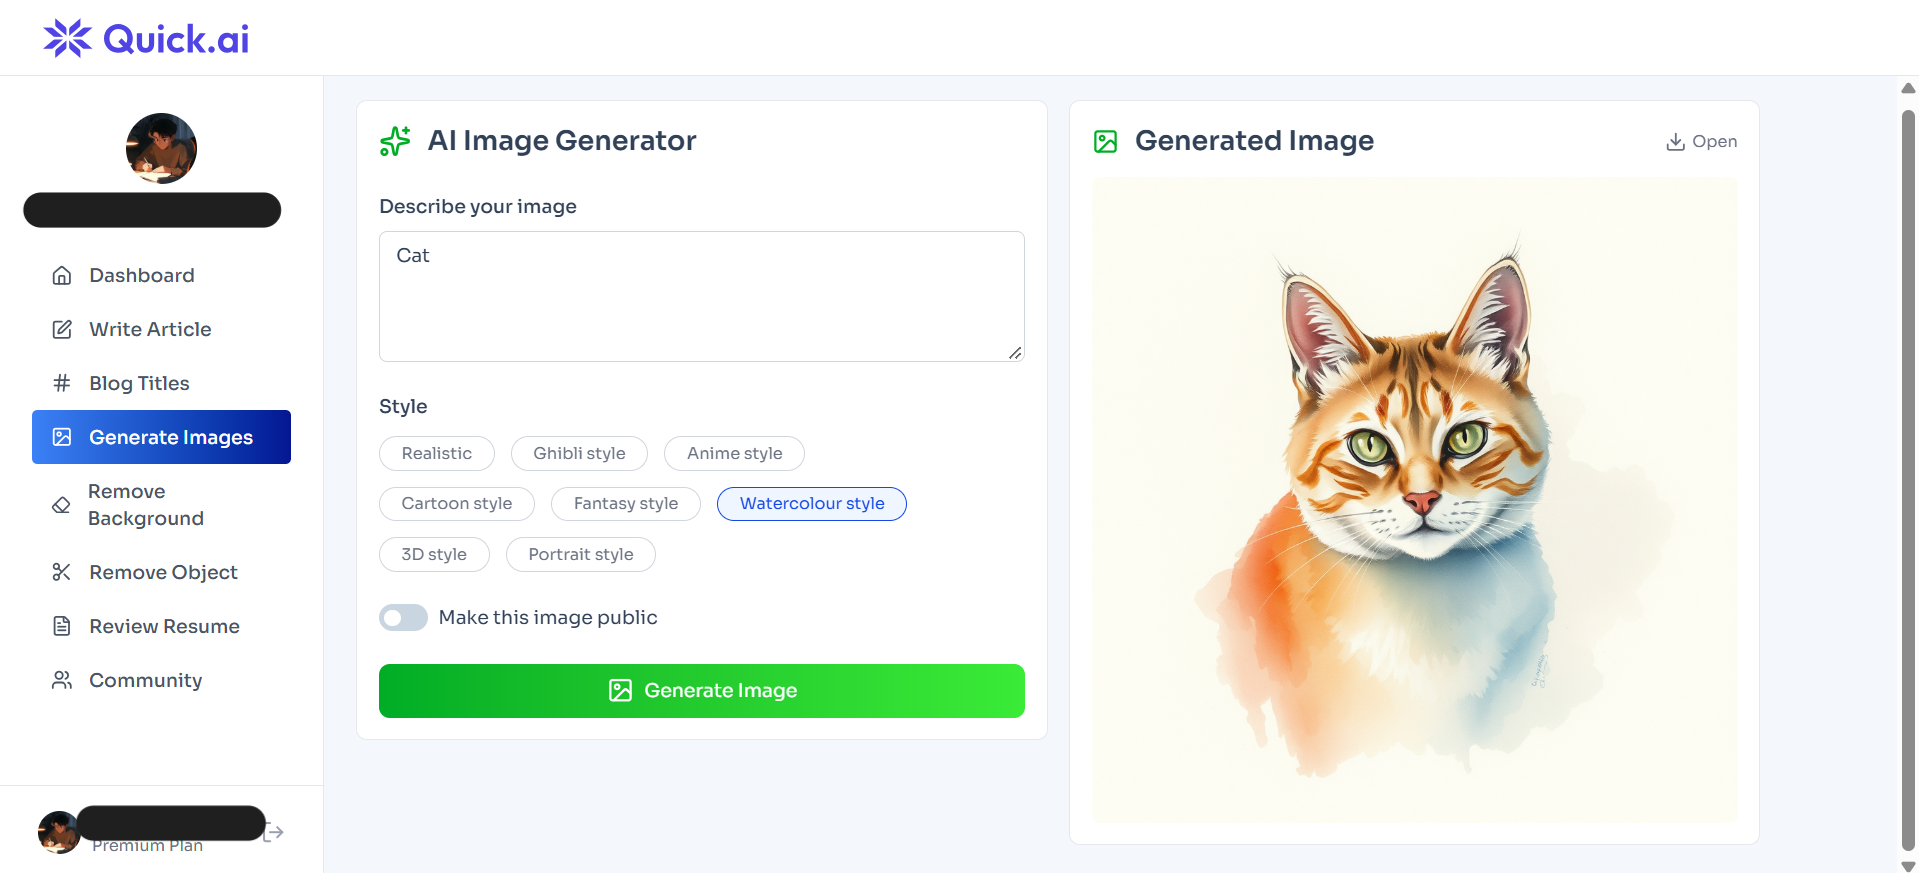 Quick.ai
Dashboard
Write Article
Blog Titles
Generate Images
Remove
Background
Remove Object
Review Resume
Community
Premium Plan
AI Image Generator
Describe your image
Cat
Style
Realistic
Ghibli style
Anime style
Cartoon style
Fantasy style
Watercolour style
3D style
Portrait style
Make this image public
Generate Image
Generated Image
Open